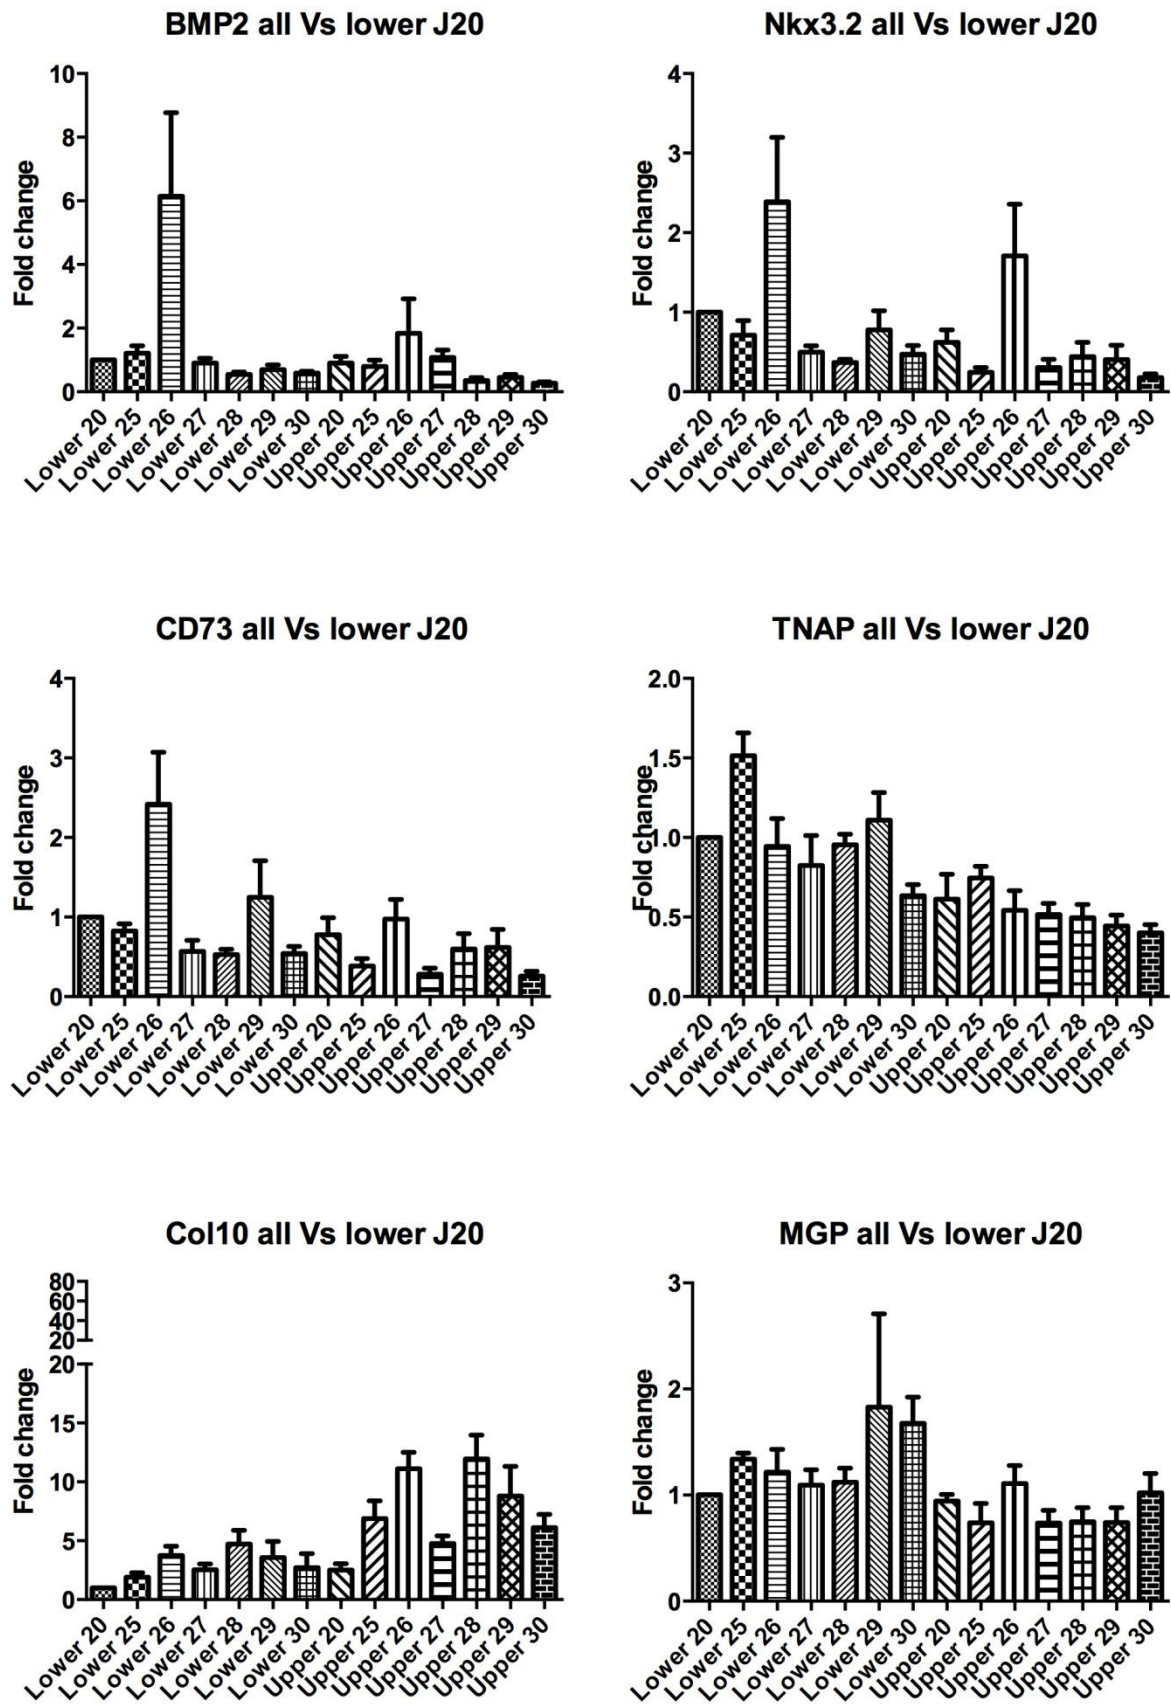 BMP2 all Vs lower J20
Fold change
10
8
6
4
2
0
Lower 20
Lower 25
Lower 26
Lower 27
Lower 28
Lower 29
Lower 30
Upper 20
Upper 25
Upper 26
Upper 27
Upper 28
Upper 29
Upper 30
Nkx3.2 all Vs lower J20
Fold change
4
3
2
1
0
Lower 20
Lower 25
Lower 26
Lower 27
Lower 28
Lower 29
Lower 30
Upper 20
Upper 25
Upper 26
Upper 27
Upper 28
Upper 29
Upper 30
CD73 all Vs lower J20
Fold change
4
3
2
1
0
Lower 20
Lower 25
Lower 26
Lower 27
Lower 28
Lower 29
Lower 30
Upper 20
Upper 25
Upper 26
Upper 27
Upper 28
Upper 29
Upper 30
TNAP all Vs lower J20
Fold change
2.0
1.5
1.0
0.5
0.0
Lower 20
Lower 25
Lower 26
Lower 27
Lower 28
Lower 29
Lower 30
Upper 20
Upper 25
Upper 26
Upper 27
Upper 28
Upper 29
Upper 30
Col10 all Vs lower J20
Fold change
80
60
40
20
20
15
10
5
0
Lower 20
Lower 25
Lower 26
Lower 27
Lower 28
Lower 29
Lower 30
Upper 20
Upper 25
Upper 26
Upper 27
Upper 28
Upper 29
Upper 30
MGP all Vs lower J20
Fold change
3
2
1
0
Lower 20
Lower 25
Lower 26
Lower 27
Lower 28
Lower 29
Lower 30
Upper 20
Upper 25
Upper 26
Upper 27
Upper 28
Upper 29
Upper 30